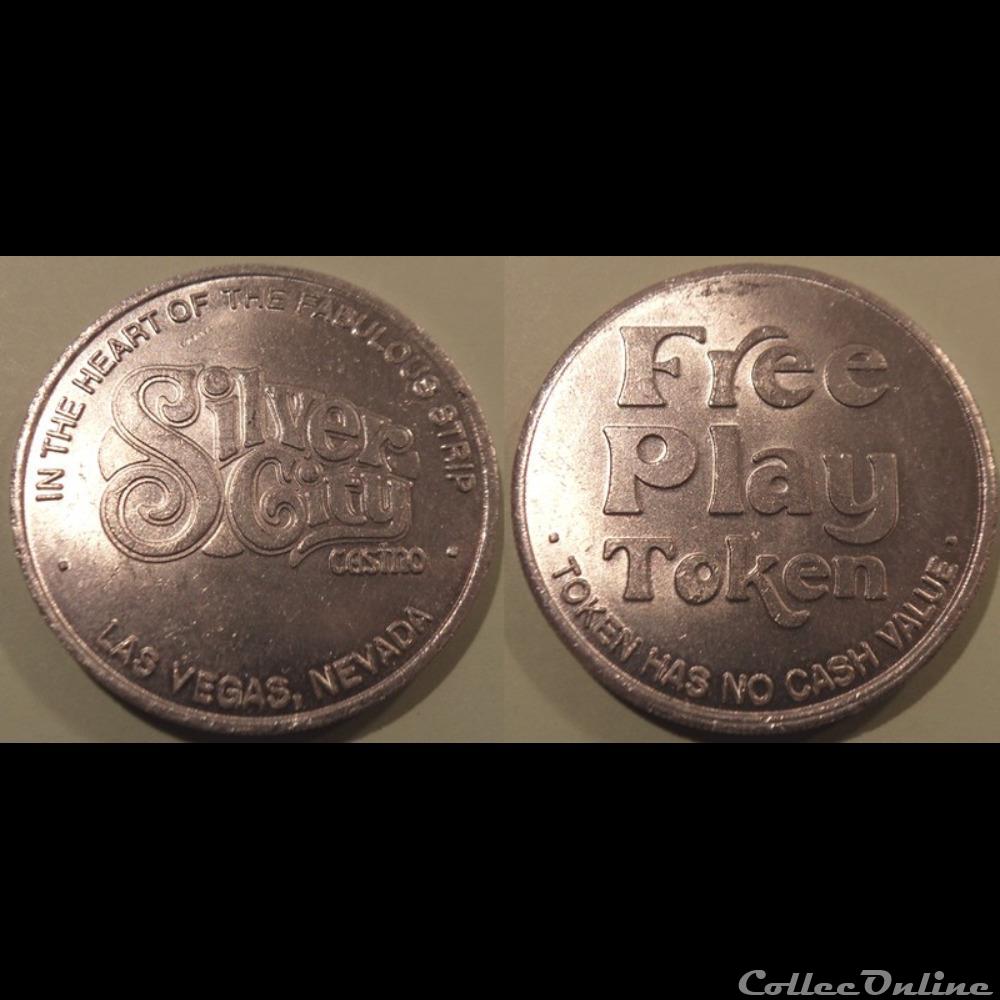 IN THE HEART OF THE FABULOUS STRIP
Silver
City
casino
LAS VEGAS, NEVADA
Free
Play
Token
TOKEN HAS NO CASH VALUE
ColleeOnline